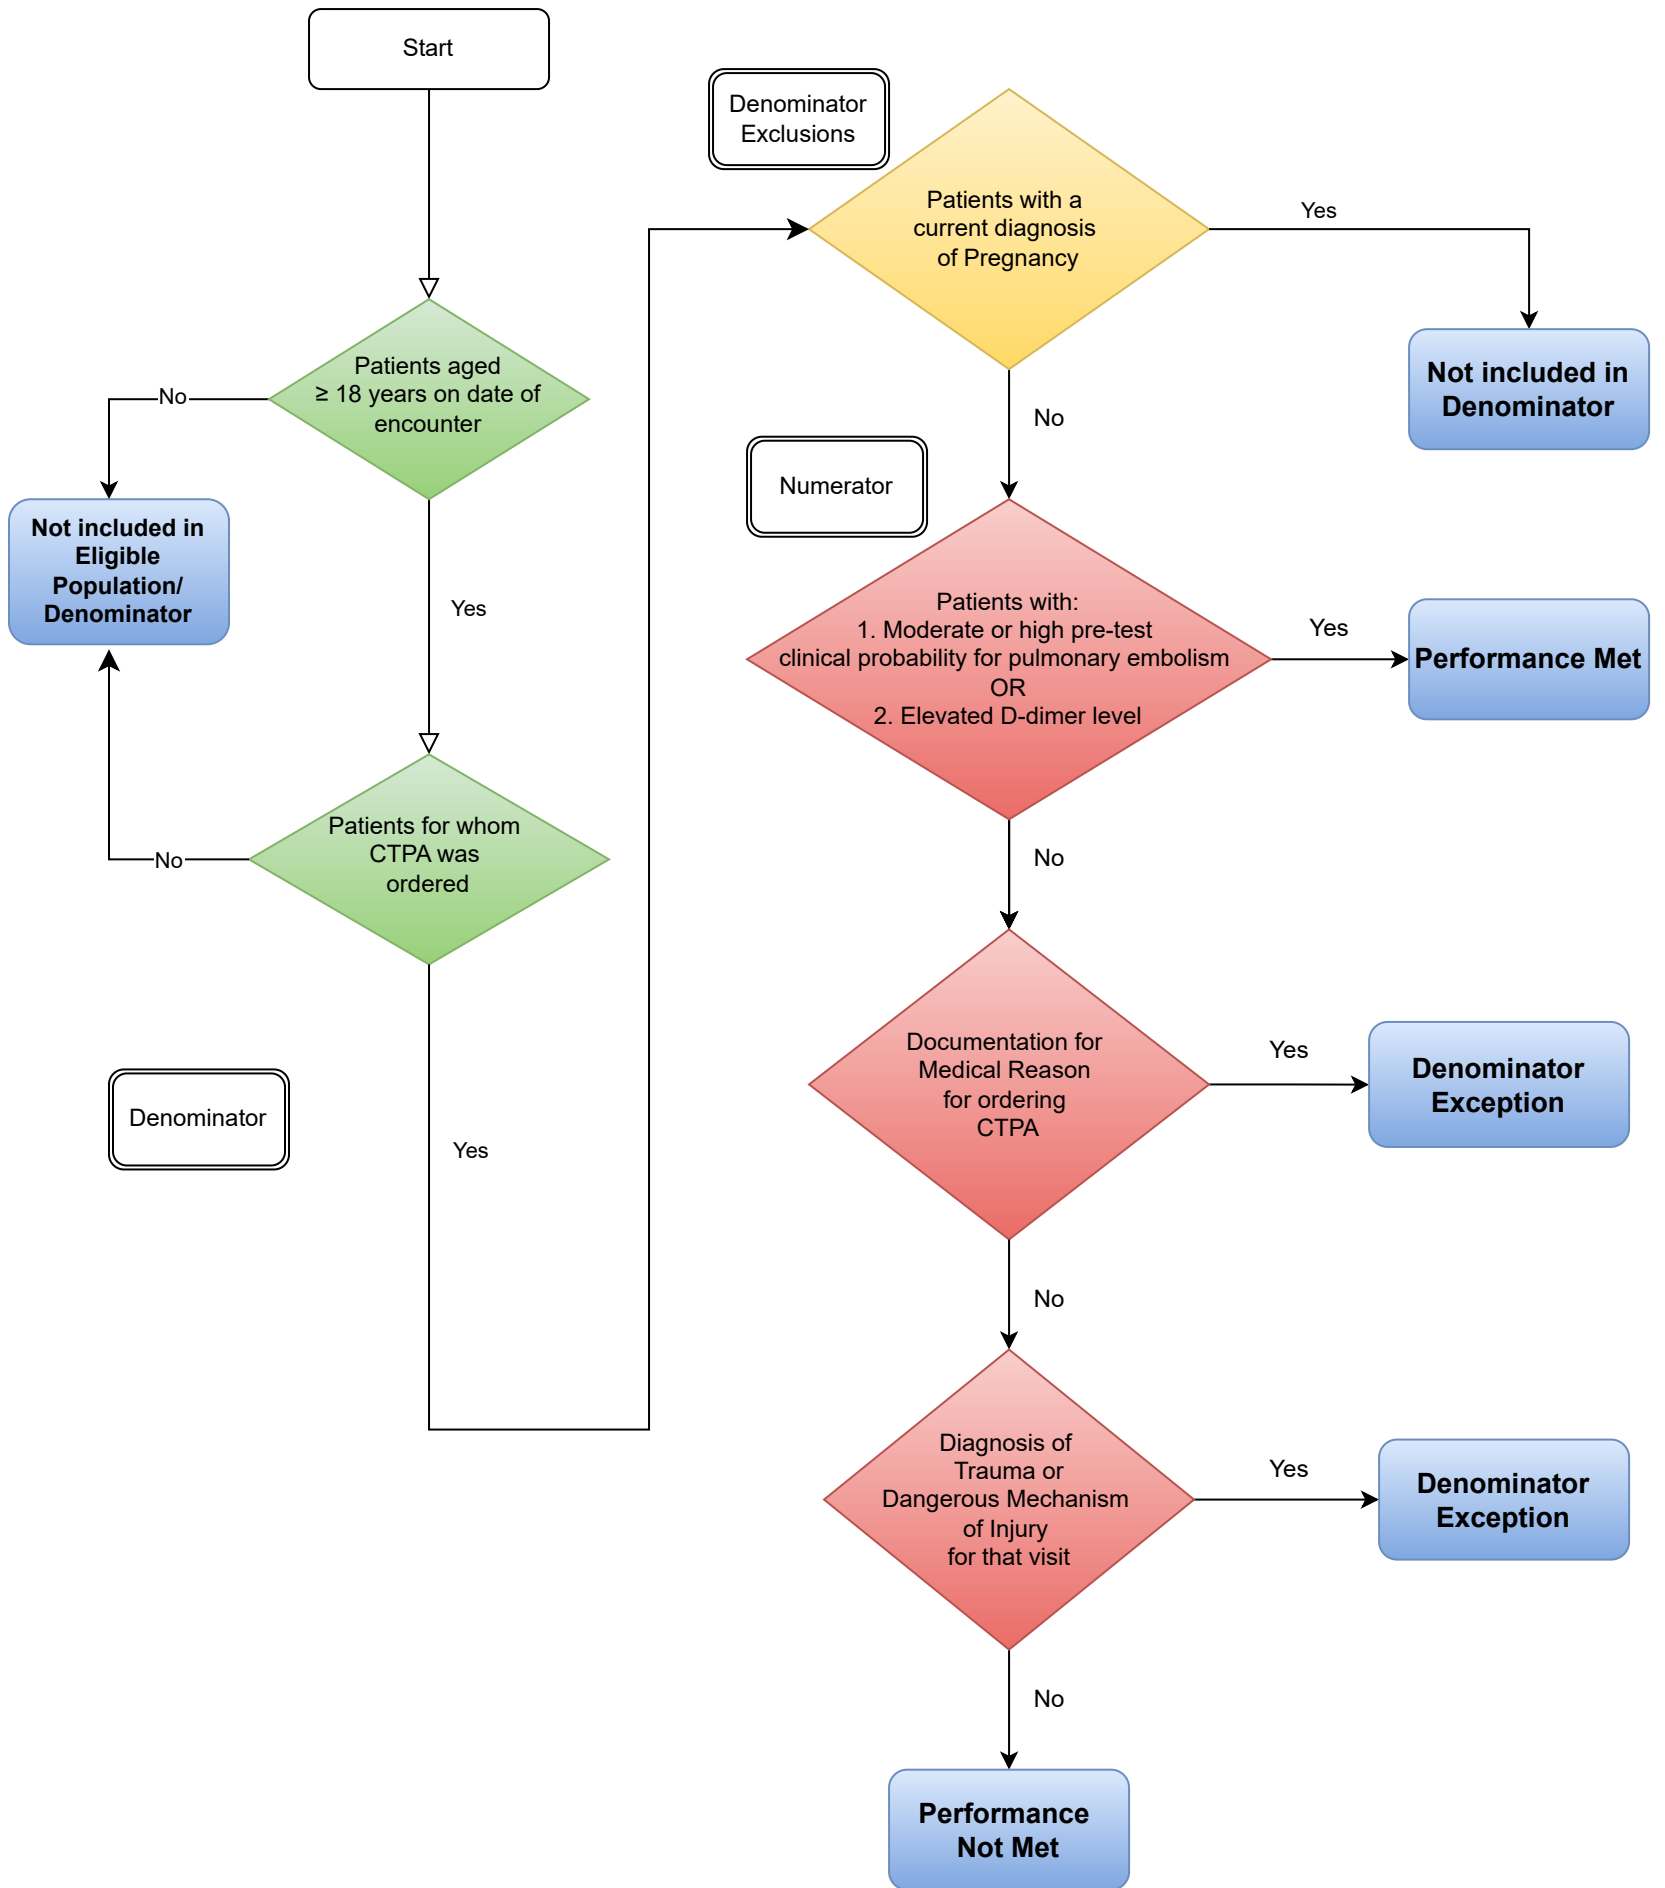 Start
Patients aged
≥ 18 years on date of
encounter
No
Not included in
Eligible
Population/
Denominator
Yes
Patients for whom
CTPA was
ordered
No
Denominator
Yes
Denominator
Exclusions
Patients with a
current diagnosis
of Pregnancy
Yes
Not included in
Denominator
No
Numerator
Patients with:
1. Moderate or high pre-test
clinical probability for pulmonary embolism
OR
2. Elevated D-dimer level
Yes
Performance Met
No
Documentation for
Medical Reason
for ordering
CTPA
Yes
Denominator
Exception
No
Diagnosis of
Trauma or
Dangerous Mechanism
of Injury
for that visit
Yes
Denominator
Exception
No
Performance
Not Met